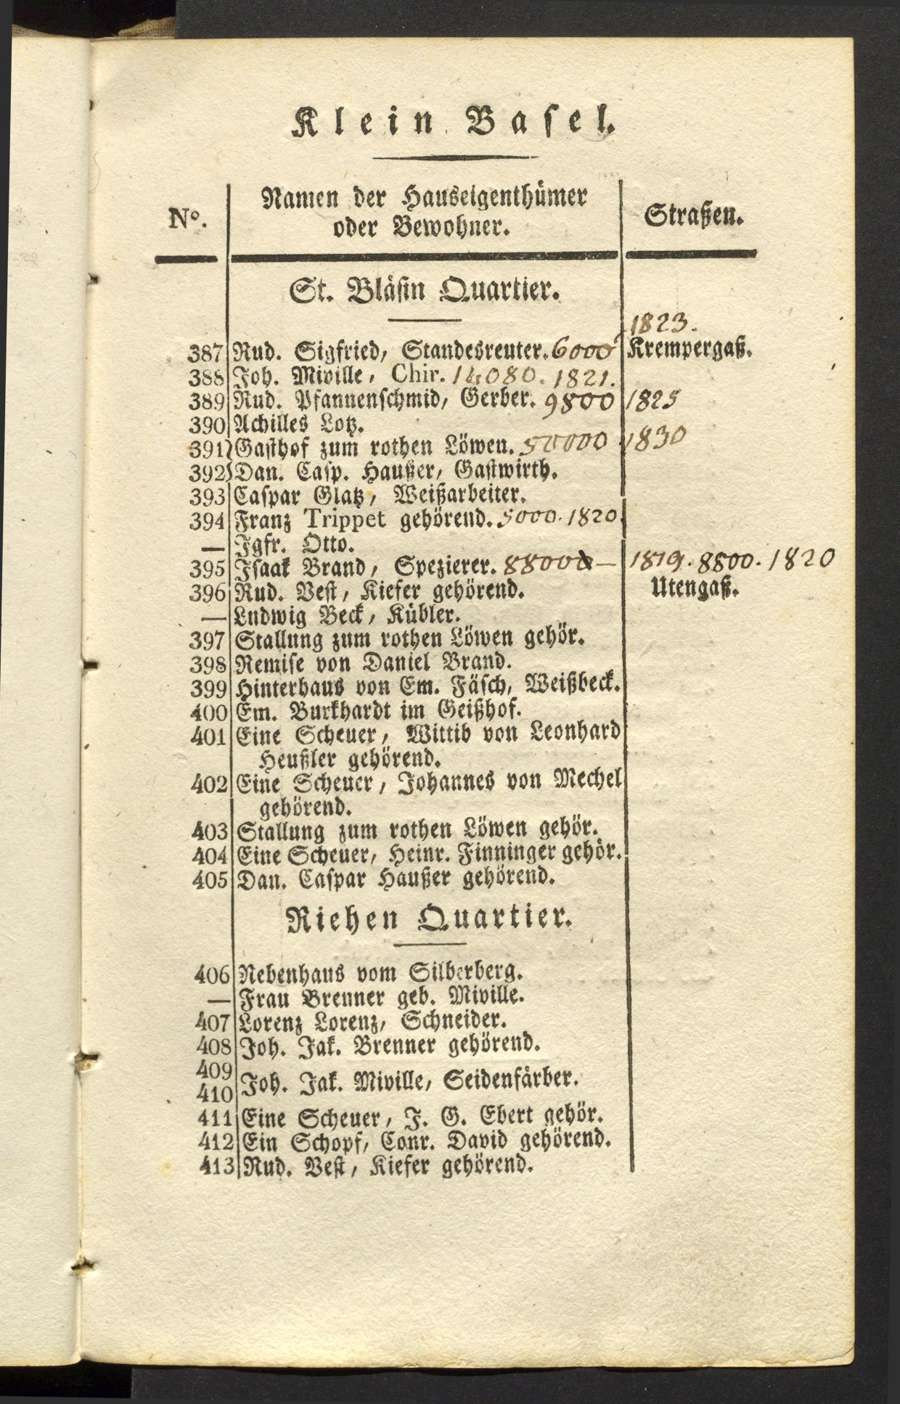 Klein Basel.
No.
Namen der Hauseigenthümer
oder Bewohner.
Straßen.
St. Bläsin Quartier.
1823.
387 Rud. Sigfried, Standesreuter. 6000 Krempergaß.
388 Joh. Miville, Chir. 14080. 1821.
389 Rud. Pfannenschmid, Gerber. 9800 1825
390 Achilles Lotz.
391 Gasthof zum rothen Löwen. 50000 1830
392 Dan. Casp. Haußer, Gastwirth.
393 Caspar Glatz, Weißarbeiter.
394 Franz Trippet gehörend. 5000. 1820
— Jgfr. Otto.
395 Isaak Brand, Spezierer. 8800 — 1819. 8800. 1820
396 Rud. Vest, Kiefer gehörend. Utengaß.
— Ludwig Beck, Kübler.
397 Stallung zum rothen Löwen gehör.
398 Remise von Daniel Brand.
399 Hinterhaus von Em. Fäsch, Weißbeck.
400 Em. Burkhardt im Geißhof.
401 Eine Scheuer, Wittib von Leonhard
Heußler gehörend.
402 Eine Scheuer, Johannes von Mechel
gehörend.
403 Stallung zum rothen Löwen gehör.
404 Eine Scheuer, Heinr. Finninger gehör.
405 Dan. Caspar Haußer gehörend.
Riehen Quartier.
406 Nebenhaus vom Silberberg.
— Frau Brenner geb. Miville.
407 Lorenz Lorenz, Schneider.
408 Joh. Jak. Brenner gehörend.
409
410 Joh. Jak. Miville, Seidenfärber.
411 Eine Scheuer, J. G. Ebert gehör.
412 Ein Schopf, Conr. David gehörend.
413 Rud. Vest, Kiefer gehörend.